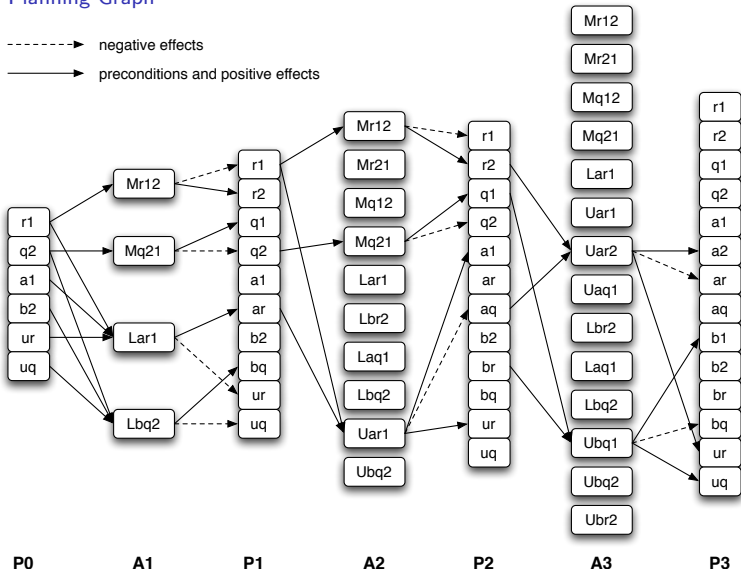 Planning Graph
negative effects
preconditions and positive effects
r1
q2
a1
b2
ur
uq
P0
Mr12
Mq21
Lar1
Lbq2
A1
r1
r2
q1
q2
a1
ar
b2
bq
ur
uq
P1
Mr12
Mr21
Mq12
Mq21
Lar1
Lbr2
Laq1
Lbq2
Uar1
Ubq2
A2
r1
r2
q1
q2
a1
ar
aq
b2
br
bq
ur
uq
P2
Mr12
Mr21
Mq12
Mq21
Lar1
Uar1
Uar2
Uaq1
Lbr2
Laq1
Lbq2
Ubq1
Ubq2
Ubr2
A3
r1
r2
q1
q2
a1
a2
ar
aq
b1
b2
br
bq
ur
uq
P3